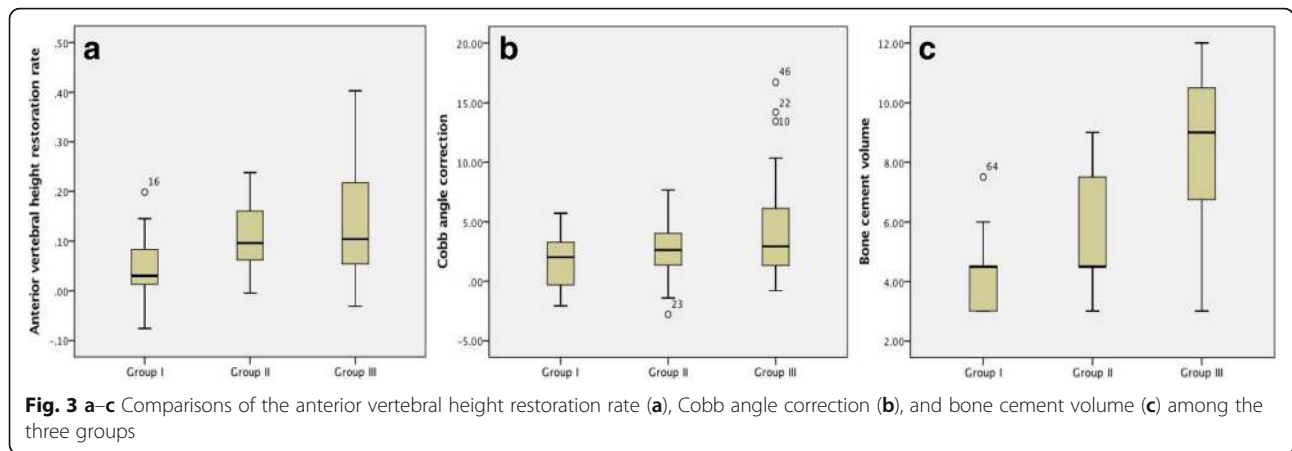 a
Anterior vertebral height restoration rate
.50
.40
.30
.20
.10
.00
-.10
16
Group I
Group II
Group III
b
Cobb angle correction
20.00
15.00
10.00
5.00
.00
-5.00
46
22
10
23
Group I
Group II
Group III
c
Bone cement volume
12.00
10.00
8.00
6.00
4.00
2.00
64
Group I
Group II
Group III
Fig. 3 a–c Comparisons of the anterior vertebral height restoration rate (a), Cobb angle correction (b), and bone cement volume (c) among the
three groups